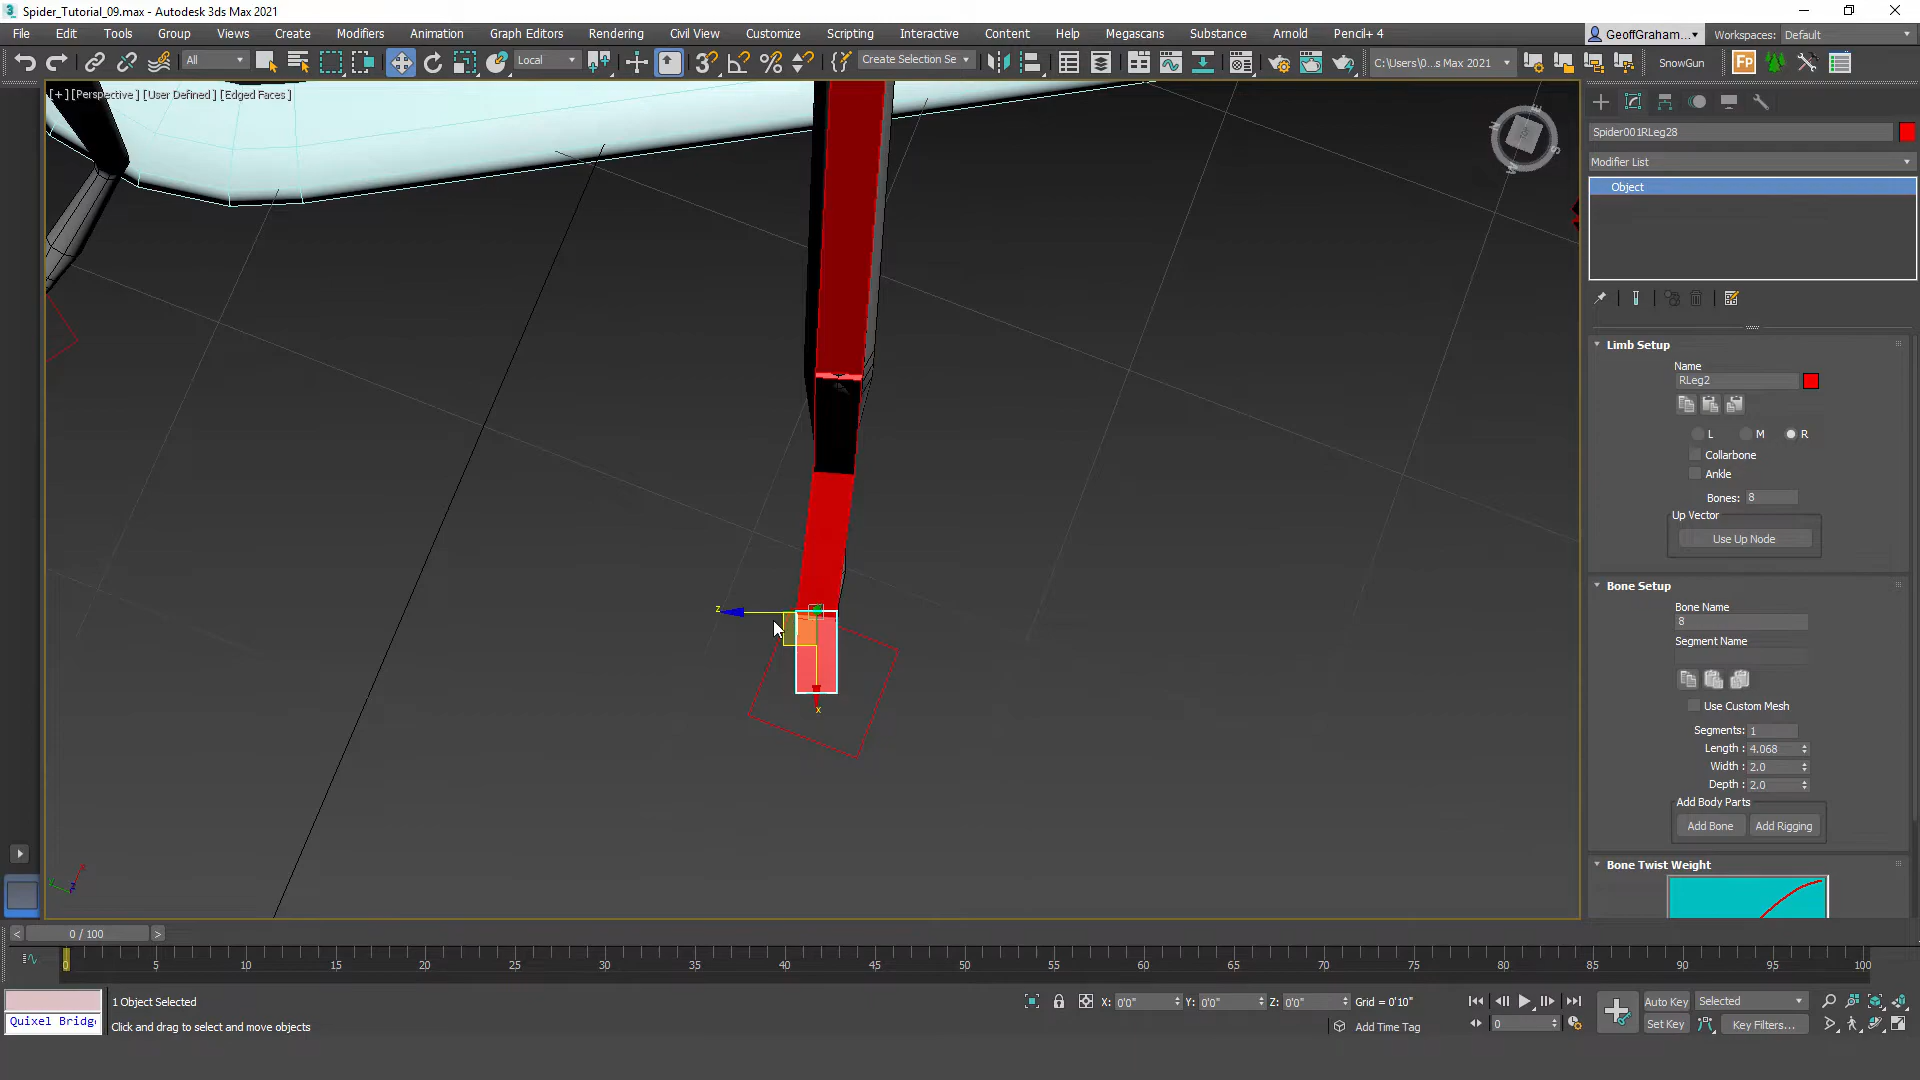 Spider_Tutorial_09.max - Autodesk 3ds Max 2021
File Edit Tools Group Views Create Modifiers Animation Graph Editors Rendering Civil View Customize Scripting Interactive Content Help Megascans Substance Arnold Pencil+ 4
GeoffGraham... Workspaces: Default
All Local Create Selection Se C:\Users\0...s Max 2021 SnowGun
[+] [Perspective] [User Defined] [Edged Faces]
Spider001RLeg28
Modifier List
Object
Limb Setup
Name
RLeg2
L M R
Collarbone
Ankle
Bones: 8
Up Vector
Use Up Node
Bone Setup
Bone Name
8
Segment Name
Use Custom Mesh
Segments: 1
Length : 4.068
Width : 2.0
Depth : 2.0
Add Body Parts
Add Bone Add Rigging
Bone Twist Weight
z
x
< 0 / 100 >
0 5 10 15 20 25 30 35 40 45 50 55 60 65 70 75 80 85 90 95 100
1 Object Selected
X: 0'0" Y: 0'0" Z: 0'0" Grid = 0'10"
Auto Key Selected
Quixel Bridg
Click and drag to select and move objects
Add Time Tag
0
Set Key Key Filters...